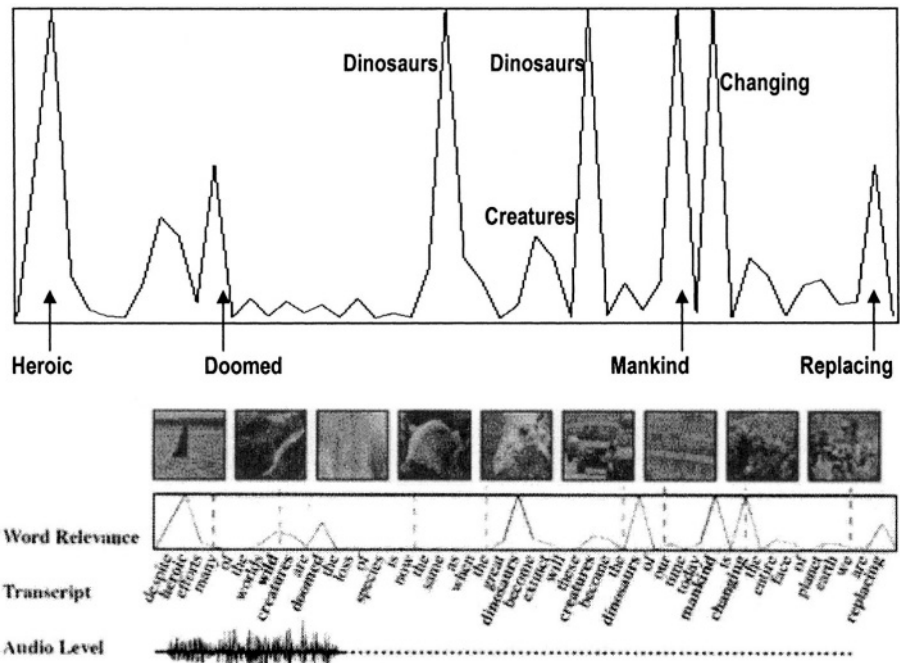 Dinosaurs Dinosaurs
Changing
Creatures
Heroic Doomed Mankind Replacing
Word Relevance
Transcript
despite heroic efforts many of the worlds wild creatures are doomed the loss of species is now the same as when the great dinosaurs become extinct will these creatures become the dinosaurs of our time today mankind is changing the entire face of planet earth we are replacing
Audio Level